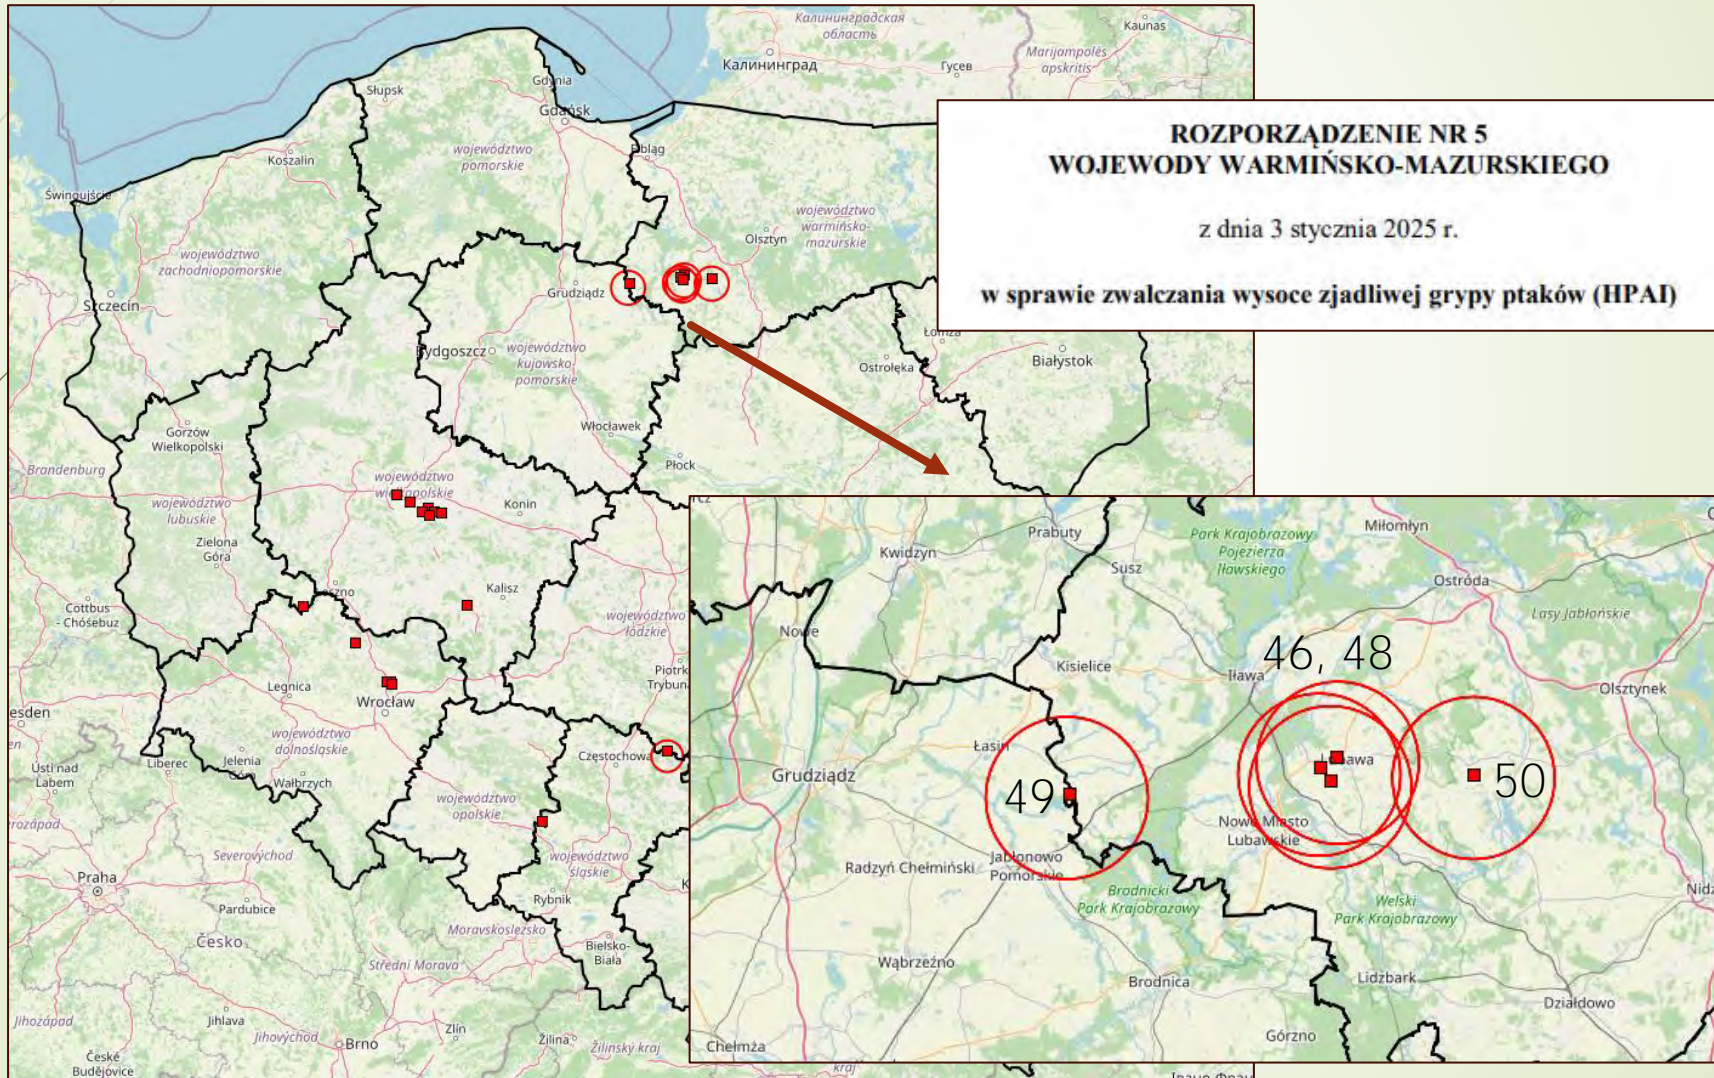 Калининградская
область
Kaunas
Marijampolės
apskritis
Калининград
Гусев
Gdynia
Słupsk
Gdańsk
Elbląg
Koszalin
województwo
pomorskie
Świnoujście
województwo
warmińsko-
mazurskie
Olsztyn
województwo
zachodniopomorskie
Szczecin
Grudziądz
ROZPORZĄDZENIE NR 5
WOJEWODY WARMIŃSKO-MAZURSKIEGO
z dnia 3 stycznia 2025 r.
w sprawie zwalczania wysoce zjadliwej grypy ptaków (HPAI)
Łomża
Bydgoszcz
województwo
kujawsko-
pomorskie
Ostrołęka
Białystok
Gorzów
Wielkopolski
Włocławek
Płock
Brandenburg
województwo
lubuskie
województwo
wielkopolskie
Konin
Zielona
Góra
Kalisz
Cottbus
- Chóśebuz
województwo
łódzkie
Legnica
Wrocław
województwo
dolnośląskie
Jelenia
Wałbrzych
Liberec
Ústí nad
Labem
Częstochowa
województwo
opolskie
województwo
śląskie
Severovýchod
Praha
Pardubice
Rybnik
Moravskoslezsko
Bielsko-
Biała
Česko
Střední Morava
Jihozápad
Jihlava
Jihovýchod
Brno
Zlín
Žilina
Žilinský kraj
kraj
České
Budějovice
Kwidzyn
Prabuty
Susz
Park Krajobrazowy
Pojezierza
Iławskiego
Miłomłyn
Ostróda
Lasy Jabłońskie
Nowe
Kisielice
Iława
46, 48
Olsztynek
Łasin
Grudziądz
49
50
Nowe Miasto
Lubawskie
Radzyń Chełmiński
Jabłonowo
Pomorskie
Brodnicki
Park Krajobrazowy
Welski
Park Krajobrazowy
Wąbrzeźno
Brodnica
Lidzbark
Działdowo
Górzno
Chełmża